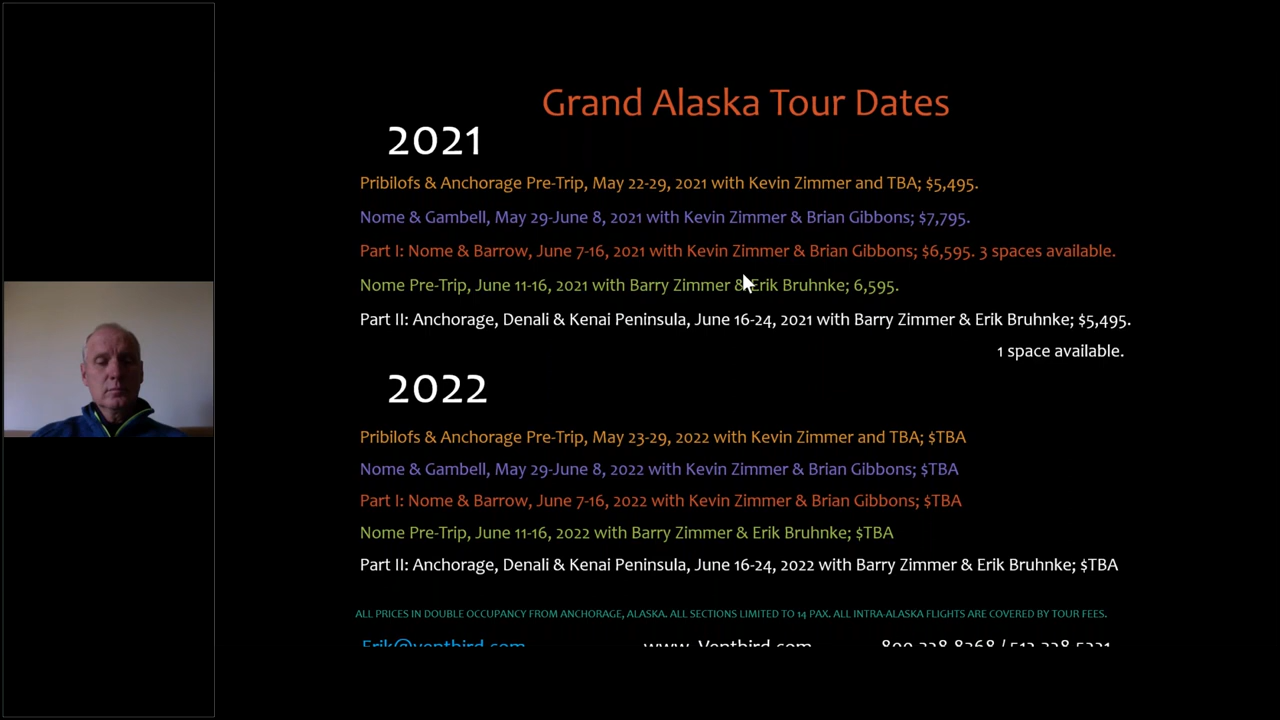 Grand Alaska Tour Dates
2021
Pribilofs & Anchorage Pre-Trip, May 22-29, 2021 with Kevin Zimmer and TBA; $5,495.
Nome & Gambell, May 29-June 8, 2021 with Kevin Zimmer & Brian Gibbons; $7,795.
Part I: Nome & Barrow, June 7-16, 2021 with Kevin Zimmer & Brian Gibbons; $6,595. 3 spaces available.
Nome Pre-Trip, June 11-16, 2021 with Barry Zimmer & Erik Bruhnke; 6,595.
Part II: Anchorage, Denali & Kenai Peninsula, June 16-24, 2021 with Barry Zimmer & Erik Bruhnke; $5,495.
1 space available.
2022
Pribilofs & Anchorage Pre-Trip, May 23-29, 2022 with Kevin Zimmer and TBA; $TBA
Nome & Gambell, May 29-June 8, 2022 with Kevin Zimmer & Brian Gibbons; $TBA
Part I: Nome & Barrow, June 7-16, 2022 with Kevin Zimmer & Brian Gibbons; $TBA
Nome Pre-Trip, June 11-16, 2022 with Barry Zimmer & Erik Bruhnke; $TBA
Part II: Anchorage, Denali & Kenai Peninsula, June 16-24, 2022 with Barry Zimmer & Erik Bruhnke; $TBA
ALL PRICES IN DOUBLE OCCUPANCY FROM ANCHORAGE, ALASKA. ALL SECTIONS LIMITED TO 14 PAX. ALL INTRA-ALASKA FLIGHTS ARE COVERED BY TOUR FEES.
Erik@ventbird.com www. Ventbird.com